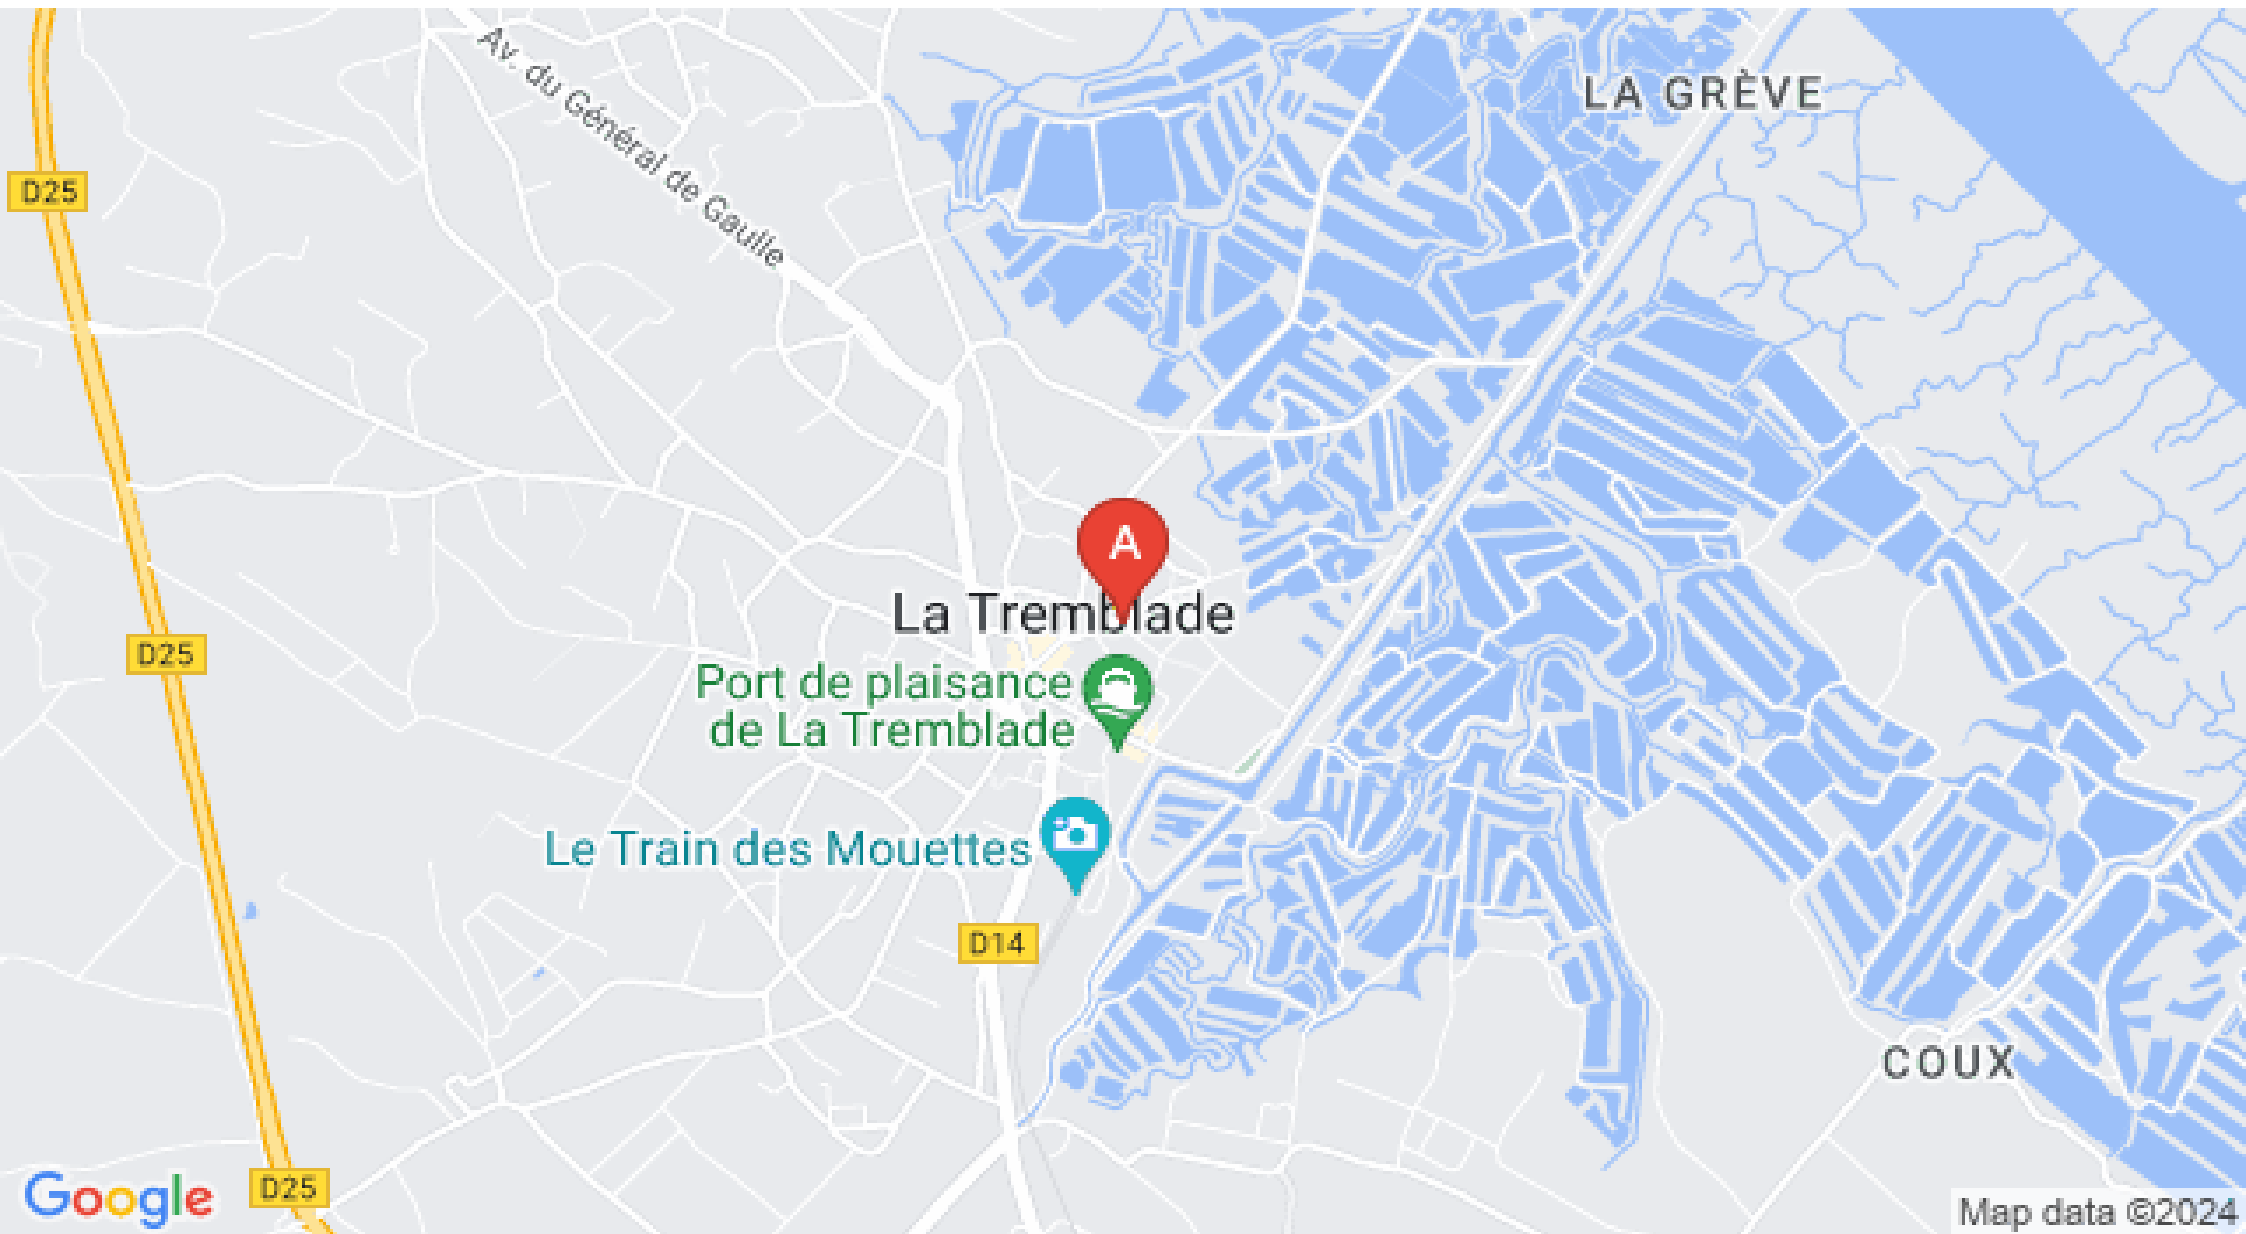 Av. du Général de Gaulle
LA GRÈVE
D25
A
La Tremblade
D25
Port de plaisance
de La Tremblade
Le Train des Mouettes
D14
COUX
D25
Google
Map data ©2024